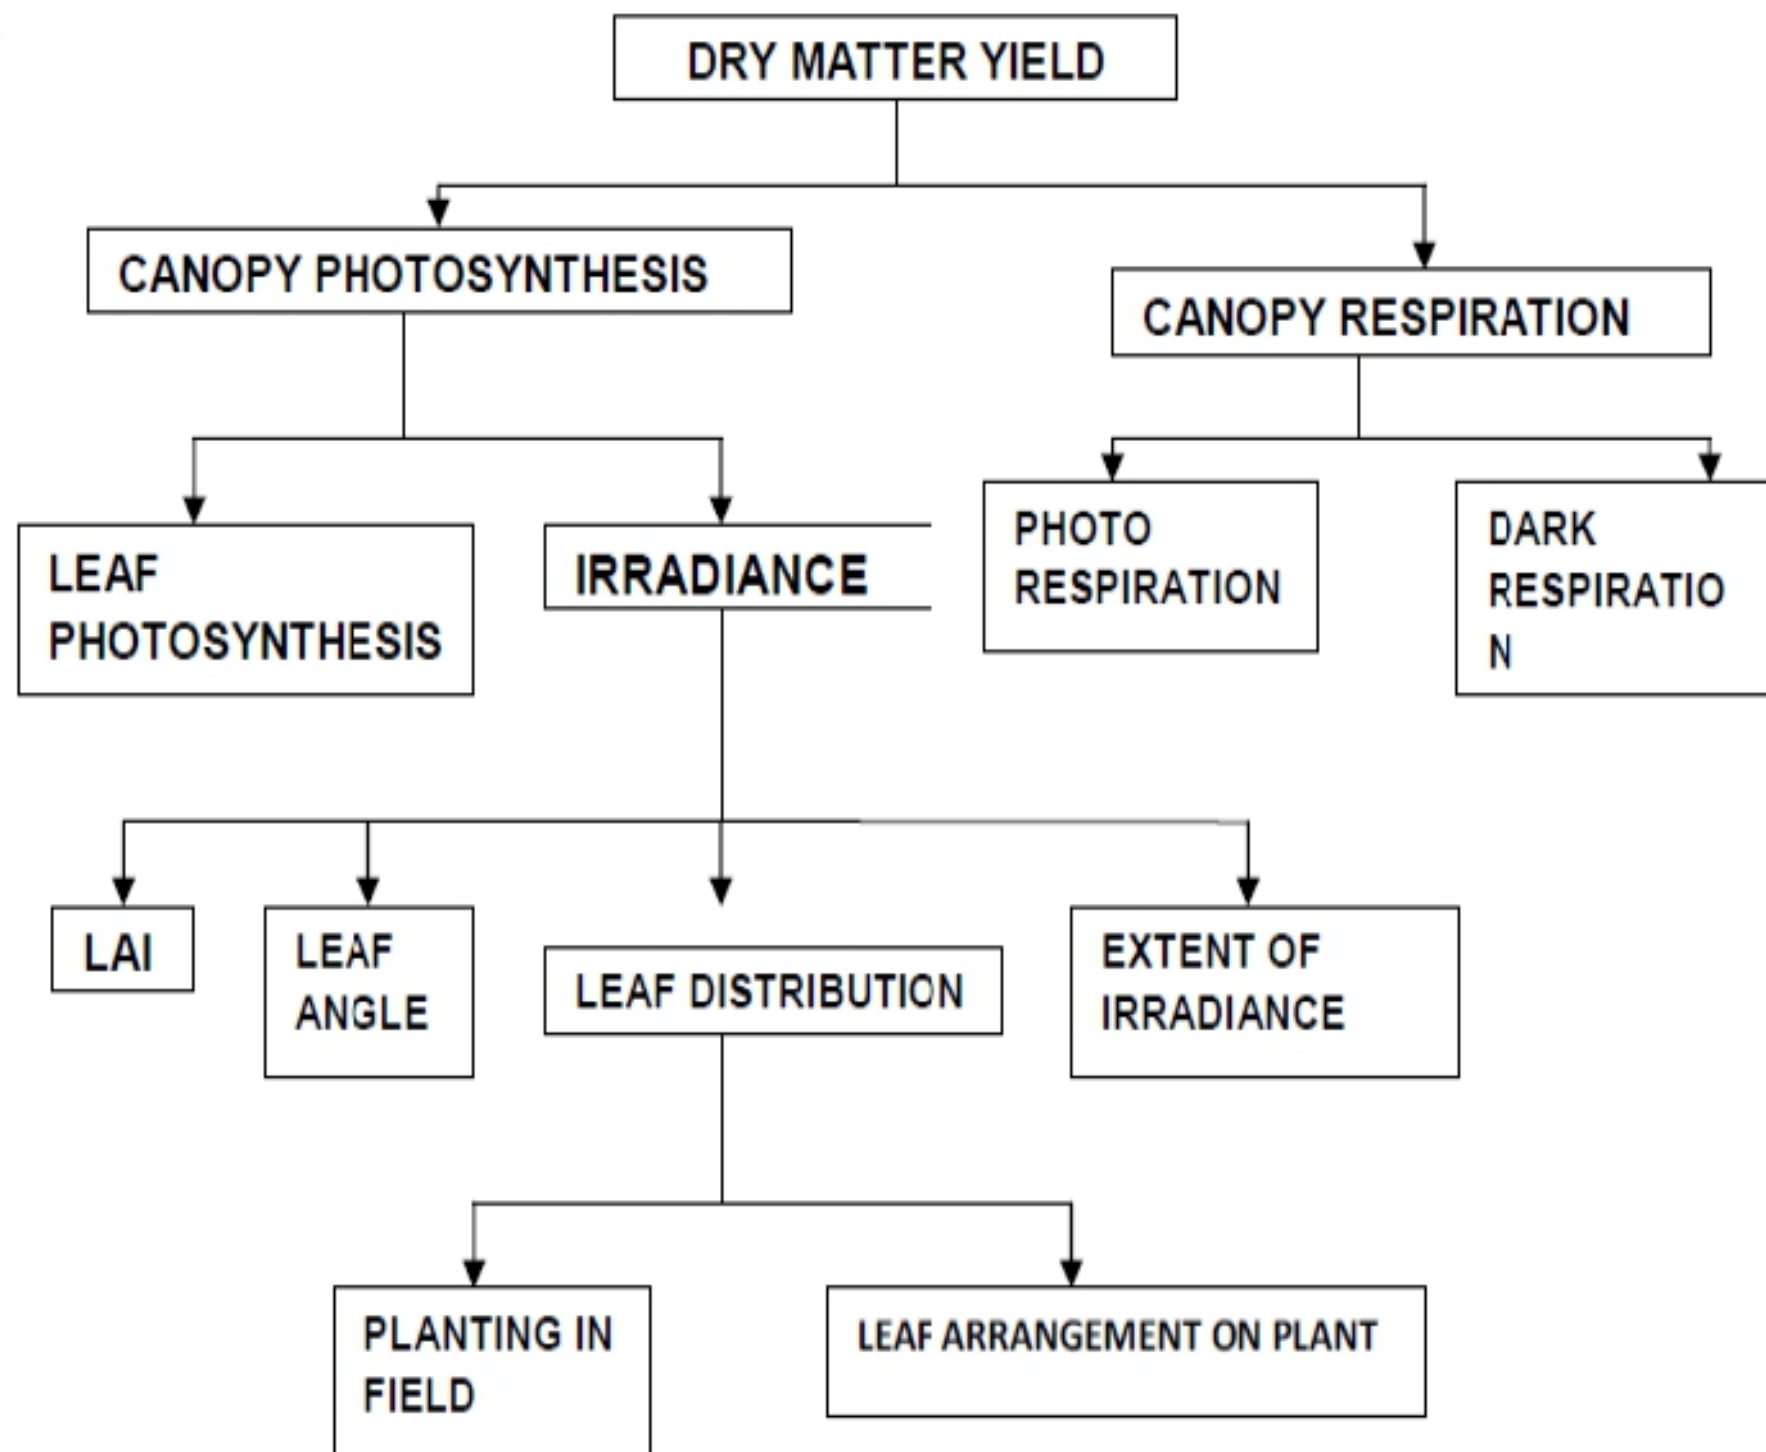 DRY MATTER YIELD
CANOPY PHOTOSYNTHESIS
CANOPY RESPIRATION
LEAF
PHOTOSYNTHESIS
IRRADIANCE
PHOTO
RESPIRATION
DARK
RESPIRATIO
N
LAI
LEAF
ANGLE
LEAF DISTRIBUTION
EXTENT OF
IRRADIANCE
PLANTING IN
FIELD
LEAF ARRANGEMENT ON PLANT